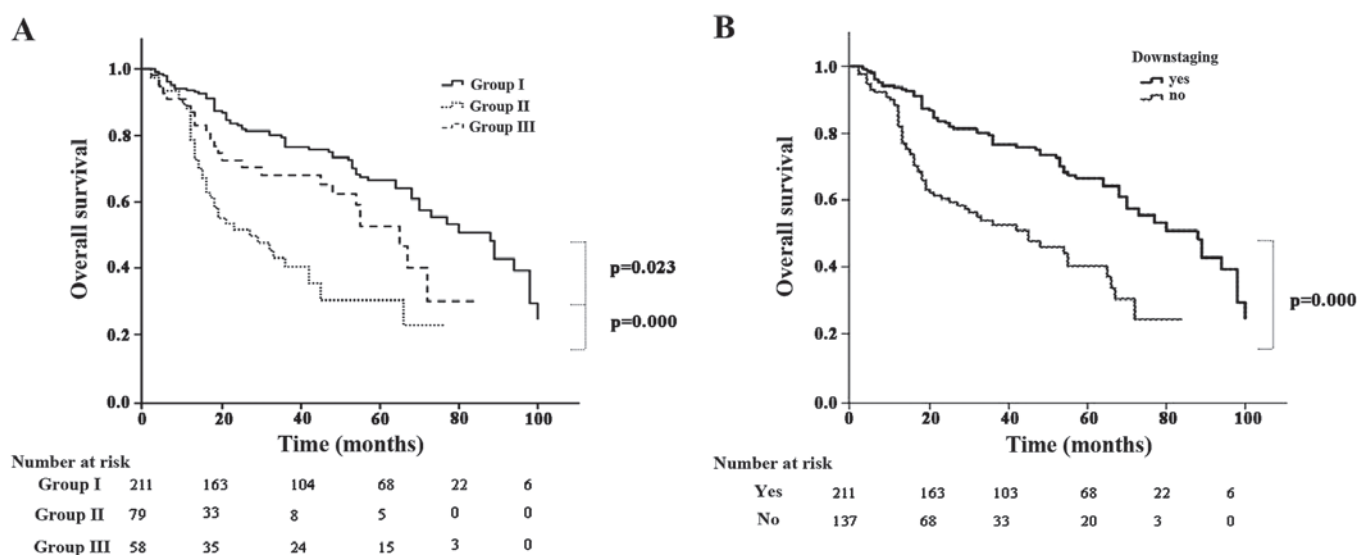 A
Overall survival
1.0
0.8
0.6
0.4
0.2
0.0
Group I
Group II
Group III
p=0.023
p=0.000
0 20 40 60 80 100
Time (months)
Number at risk
Group I 211 163 104 68 22 6
Group II 79 33 8 5 0 0
Group III 58 35 24 15 3 0
B
Overall survival
1.0
0.8
0.6
0.4
0.2
0.0
Downstaging
yes
no
p=0.000
0 20 40 60 80 100
Time (months)
Number at risk
Yes 211 163 103 68 22 6
No 137 68 33 20 3 0